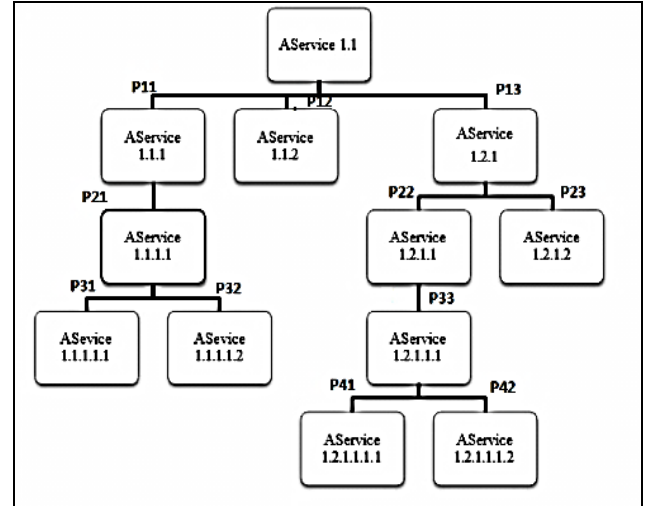 AService 1.1
P11
P12
P13
AService
1.1.1
AService
1.1.2
AService
1.2.1
P21
P22
P23
AService
1.1.1.1
AService
1.2.1.1
AService
1.2.1.2
P31
P32
P33
AService
1.1.1.1.1
AService
1.1.1.1.2
AService
1.2.1.1.1
P41
P42
AService
1.2.1.1.1.1
AService
1.2.1.1.1.2